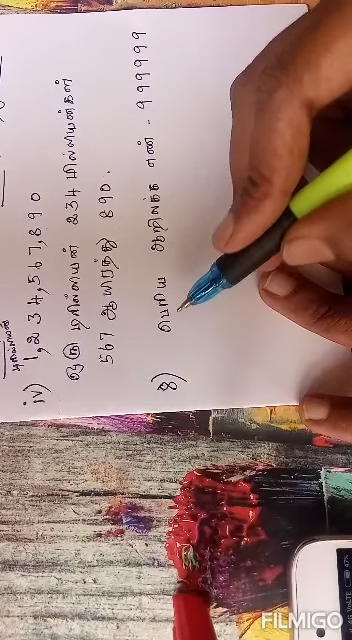 iv) 1,234,567,890
ஒரு பில்லியன் 234 மில்லியன்கள்
567 ஆயிரத்து 890.
8) பெரிய ஆறிலக்க எண் - 999999
47%
FILMIGO